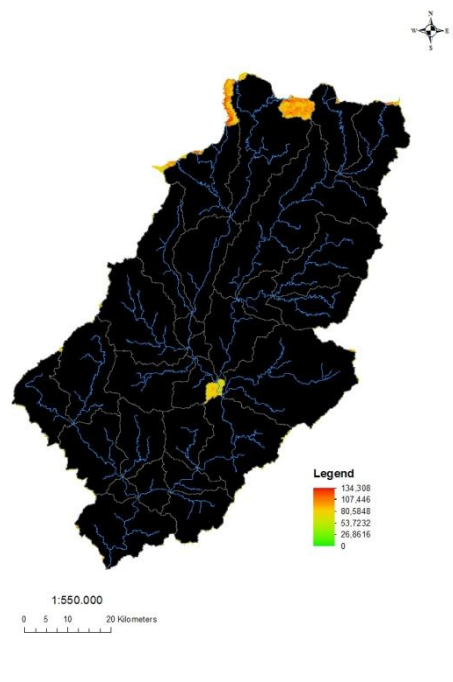 N
W E
S
Legend
134,308
107,446
80,5848
53,7232
26,8616
0
1:550.000
0 5 10 20 Kilometers